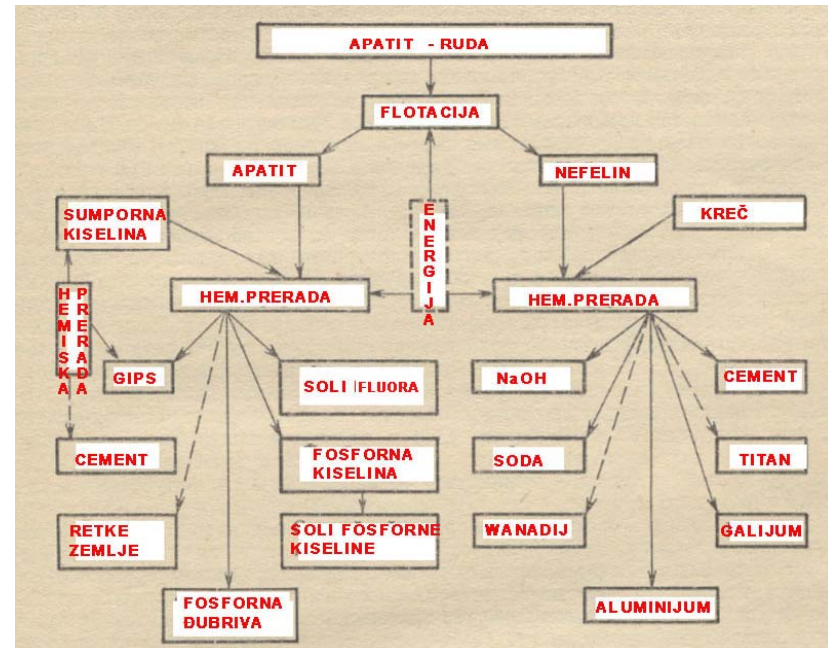 APATIT - RUDA
FLOTACIJA
APATIT
NEFELIN
SUMPORNA
KISELINA
ENERGIJA
KREČ
HEMISKA
PRERADA
HEM.PRERADA
HEM.PRERADA
GIPS
SOLI FLUORA
NaOH
CEMENT
CEMENT
FOSFORNA
KISELINA
SODA
TITAN
RETKE
ZEMLJE
SOLI FOSFORNE
KISELINE
WANADIJ
GALIJUM
FOSFORNA
ĐUBRIVA
ALUMINIJUM